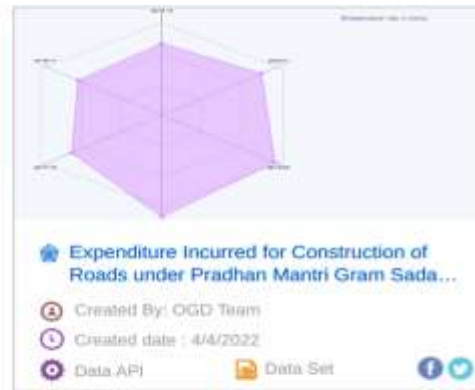 Expenditure Incurred for Construction of
Roads under Pradhan Mantri Gram Sada...
Created By: OGD Team
Created date : 4/4/2022
Data API
Data Set